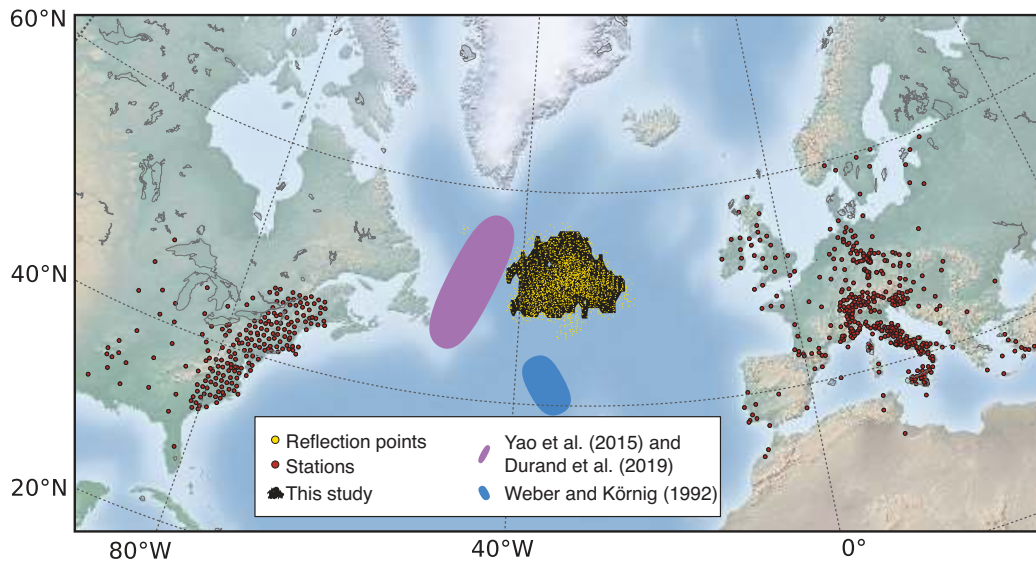 60°N
40°N
20°N
Reflection points
Stations
This study
Yao et al. (2015) and
Durand et al. (2019)
Weber and Körnig (1992)
80°W
40°W
0°